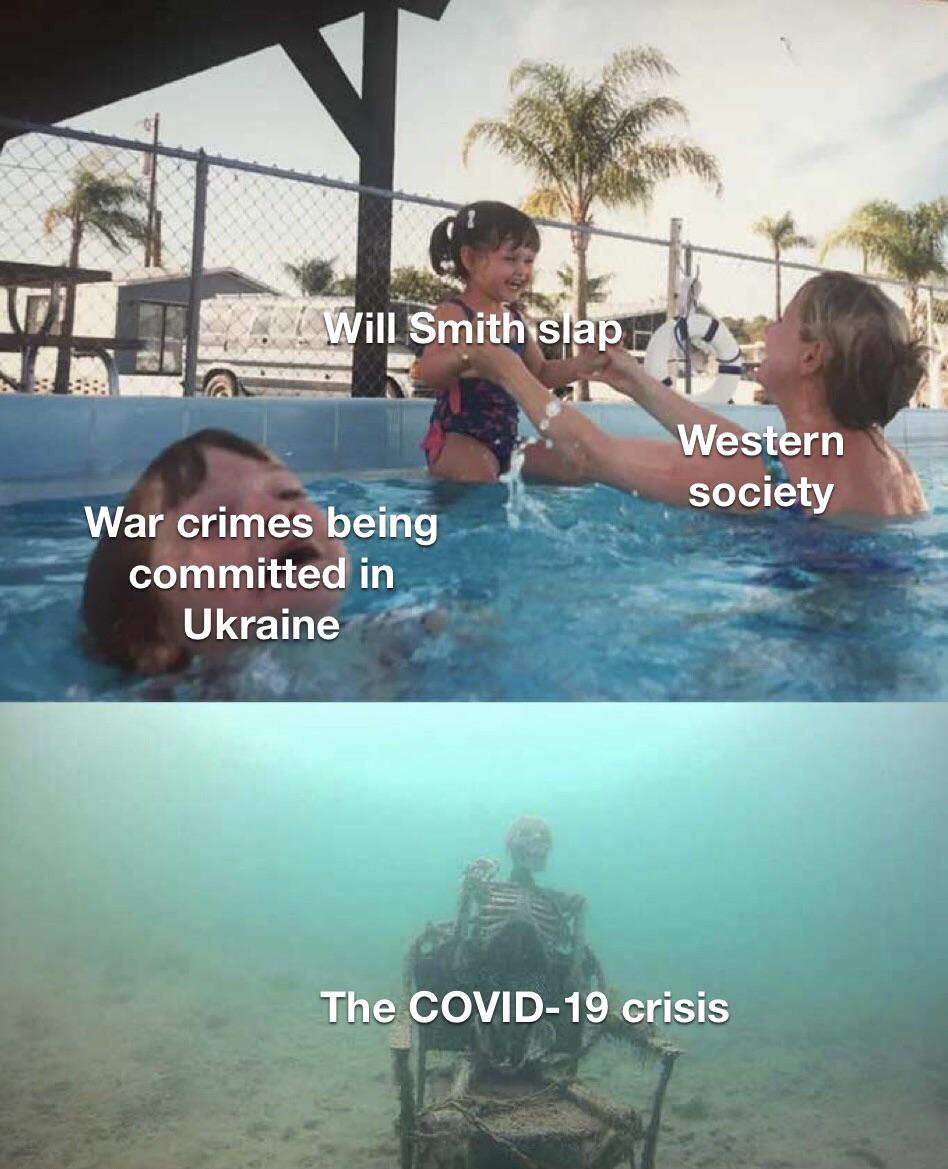 Will Smith slap
Western
society
War crimes being
committed in
Ukraine
The COVID-19 crisis